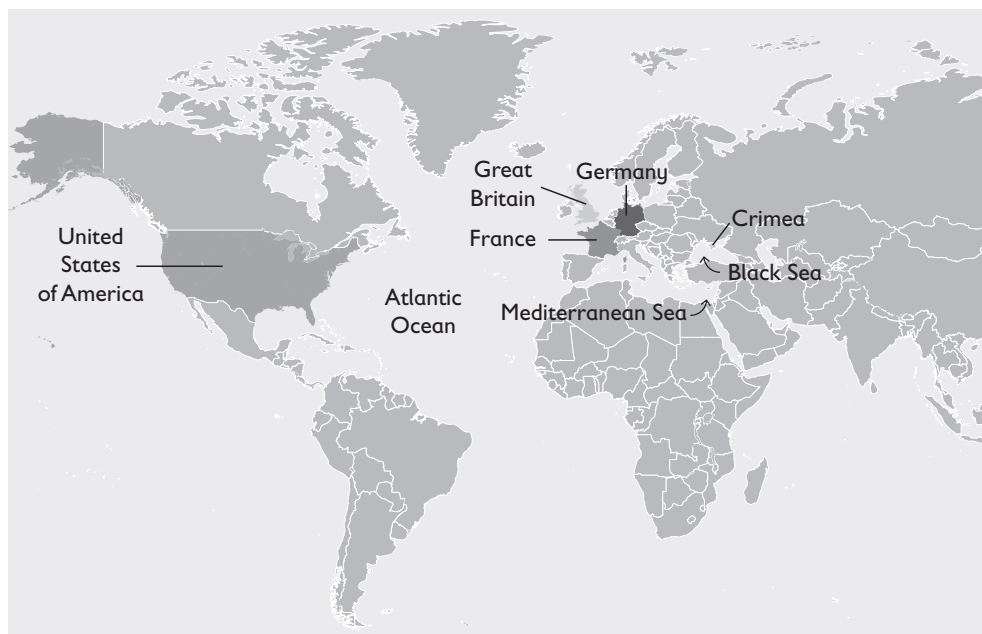 Great
Britain
Germany
United
States
of America
France
Crimea
Black Sea
Atlantic
Ocean
Mediterranean Sea